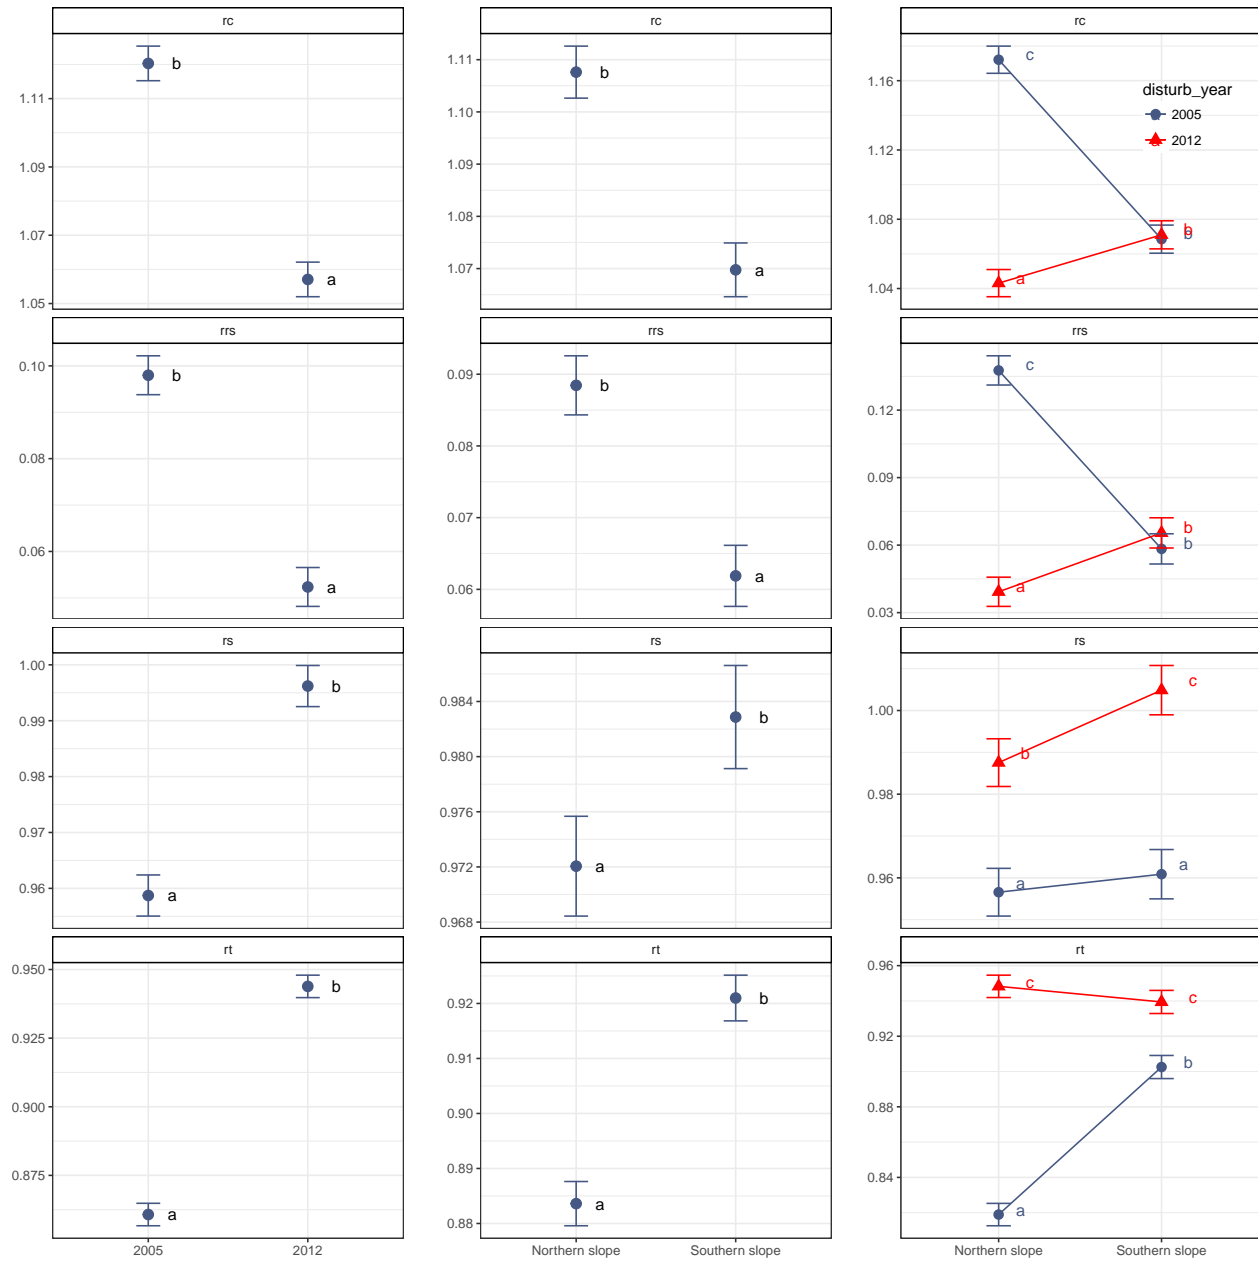 rc
1.11
1.09
1.07
1.05
b
a
rc
1.11
1.10
1.09
1.08
1.07
b
a
rc
1.16
1.12
1.08
1.04
c
disturb_year
2005
2012
b
b
a
rrs
0.10
0.08
0.06
b
a
rrs
0.09
0.08
0.07
0.06
b
a
rrs
0.12
0.09
0.06
0.03
c
b
b
a
rs
1.00
0.99
0.98
0.97
0.96
b
a
rs
0.984
0.980
0.976
0.972
0.968
b
a
rs
1.00
0.98
0.96
c
b
a
a
rt
0.950
0.925
0.900
0.875
b
a
2005 2012
rt
0.92
0.91
0.90
0.89
0.88
b
a
Northern slope Southern slope
rt
0.96
0.92
0.88
0.84
c
c
b
a
Northern slope Southern slope